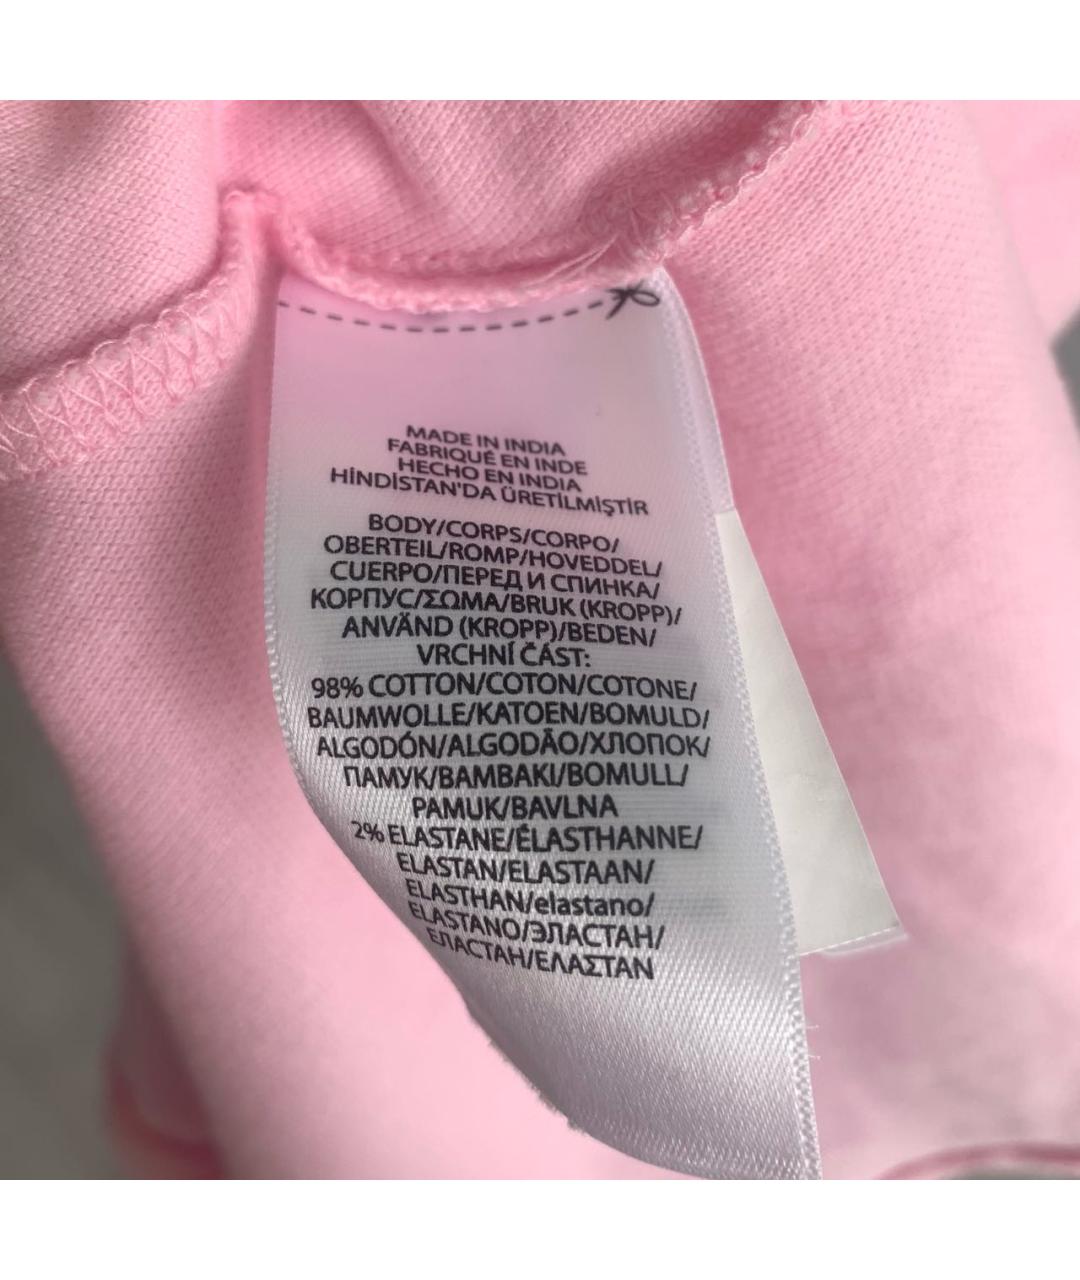 MADE IN INDIA
FABRIQUÉ EN INDE
HECHO EN INDIA
HİNDİSTAN'DA ÜRETİLMİŞTİR
BODY/CORPS/CORPO/
OBERTEIL/ROMP/HOVEDDEL/
CUERPO/ПЕРЕД И СПИНКА/
КОРПУС/ΣΩΜΑ/BRUK (KROPP)/
ANVÄND (KROPP)/BEDEN/
VRCHNÍ ČÁST:
98% COTTON/COTON/COTONE/
BAUMWOLLE/KATOEN/BOMULD/
ALGODÓN/ALGODÃO/ХЛОПОК/
ПАМУК/ΒΑΜΒΑΚΙ/BOMULL/
PAMUK/BAVLNA
2% ELASTANE/ÉLASTHANNE/
ELASTAN/ELASTAAN/
ELASTHAN/elastano/
ELASTANO/ЭЛАСТАН/
ЕЛАСТАН/ΕΛΑΣΤΑΝ